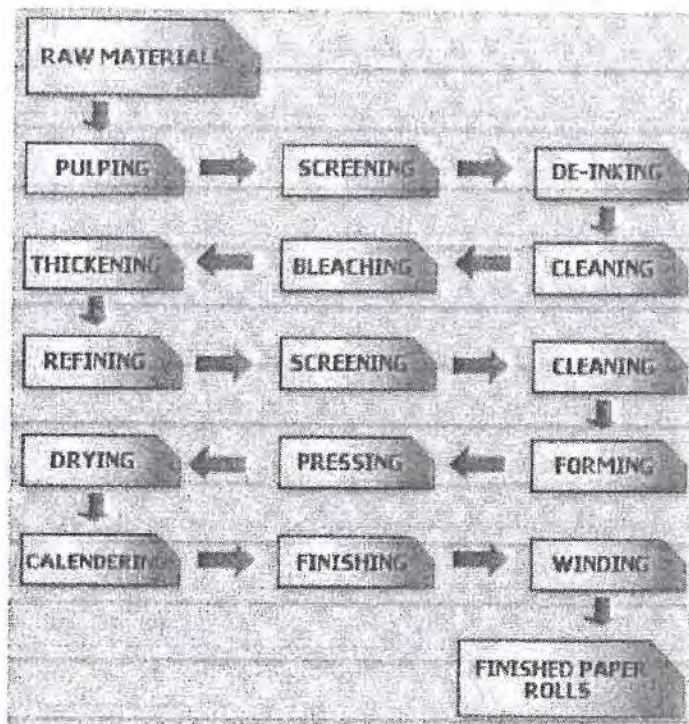 RAW MATERIALS
PULPING
SCREENING
DE-INKING
THICKENING
BLEACHING
CLEANING
REFINING
SCREENING
CLEANING
DRYING
PRESSING
FORMING
CALENDERING
FINISHING
WINDING
FINISHED PAPER
ROLLS